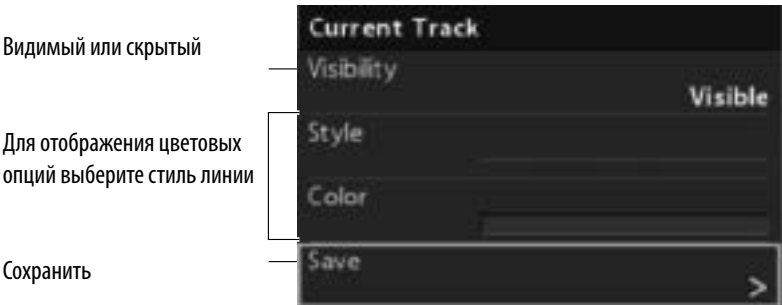 Current Track
Видимый или скрытый
Visibility
Visible
Для отображения цветовых
опций выберите стиль линии
Style
Color
Сохранить
Save
>